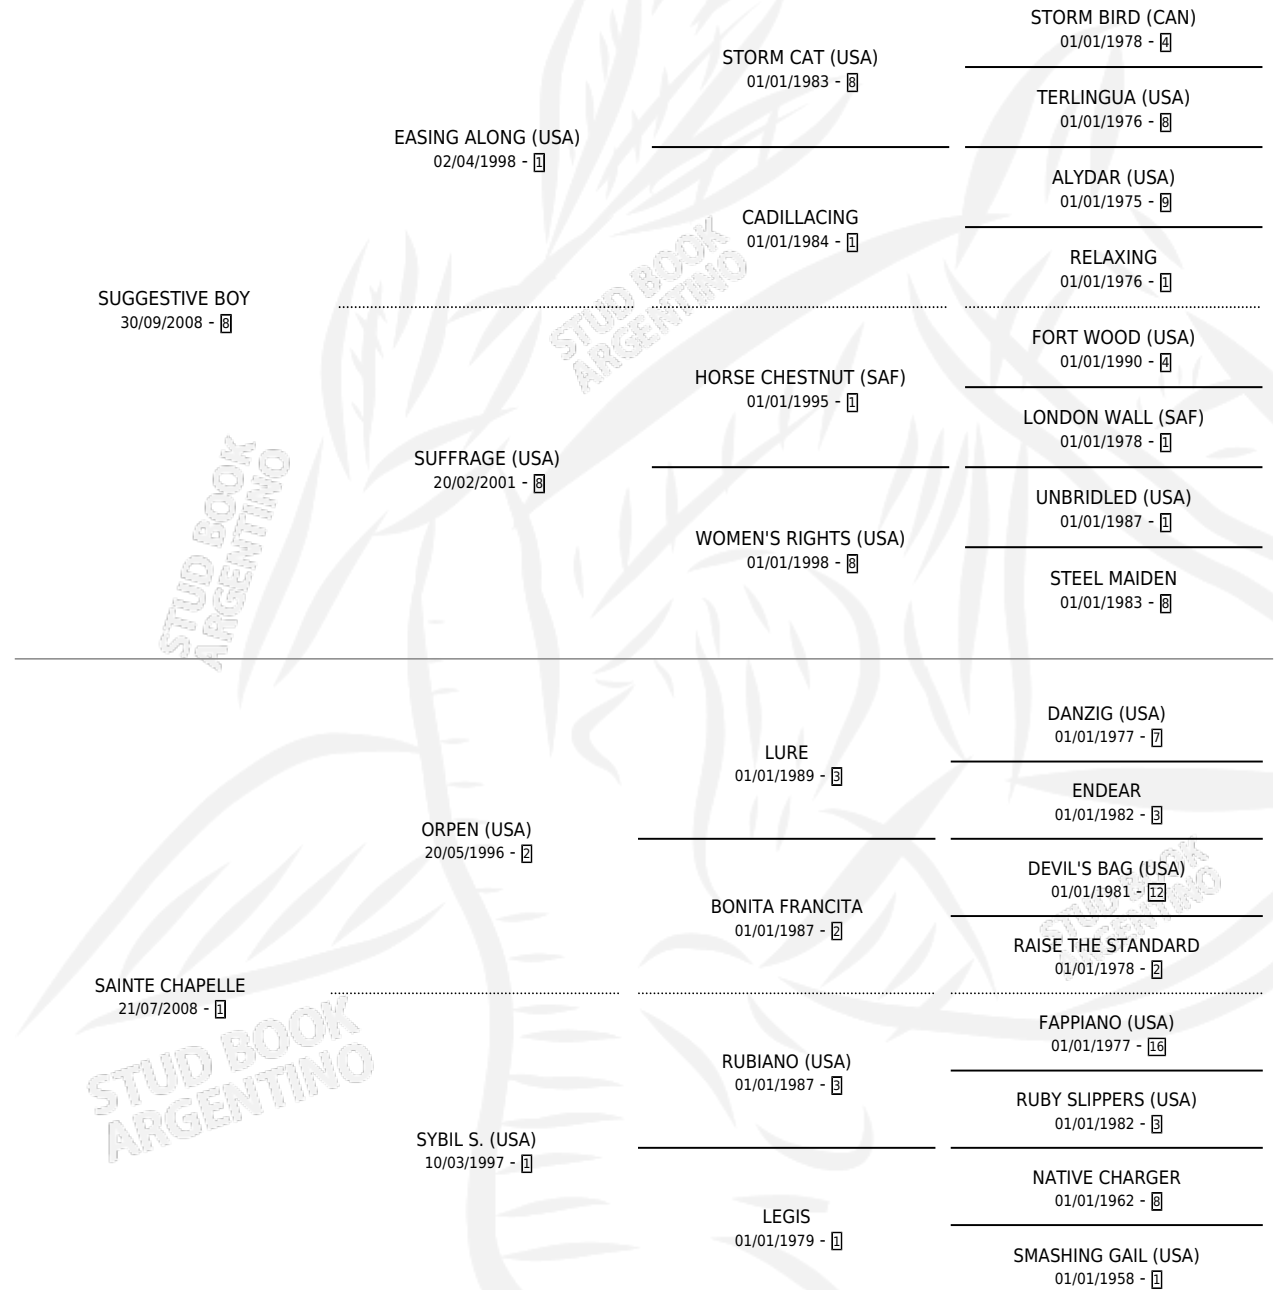 STORM BIRD (CAN)
01/01/1978 - 4
STORM CAT (USA)
01/01/1983 - 8
TERLINGUA (USA)
01/01/1976 - 8
EASING ALONG (USA)
02/04/1998 - 1
ALYDAR (USA)
01/01/1975 - 9
CADILLACING
01/01/1984 - 1
RELAXING
01/01/1976 - 1
SUGGESTIVE BOY
30/09/2008 - 8
FORT WOOD (USA)
01/01/1990 - 4
HORSE CHESTNUT (SAF)
01/01/1995 - 1
LONDON WALL (SAF)
01/01/1978 - 1
SUFFRAGE (USA)
20/02/2001 - 8
UNBRIDLED (USA)
01/01/1987 - 1
WOMEN'S RIGHTS (USA)
01/01/1998 - 8
STEEL MAIDEN
01/01/1983 - 8
STUD BOOK
ARGENTINO
STUD BOOK
ARGENTINO
DANZIG (USA)
01/01/1977 - 7
LURE
01/01/1989 - 3
ENDEAR
01/01/1982 - 3
ORPEN (USA)
20/05/1996 - 2
DEVIL'S BAG (USA)
01/01/1981 - 12
BONITA FRANCITA
01/01/1987 - 2
RAISE THE STANDARD
01/01/1978 - 2
SAINTE CHAPELLE
21/07/2008 - 1
FAPPIANO (USA)
01/01/1977 - 16
RUBIANO (USA)
01/01/1987 - 3
RUBY SLIPPERS (USA)
01/01/1982 - 3
SYBIL S. (USA)
10/03/1997 - 1
NATIVE CHARGER
01/01/1962 - 8
LEGIS
01/01/1979 - 1
SMASHING GAIL (USA)
01/01/1958 - 1
STUD BOOK
ARGENTINO
STUD BOOK
ARGENTINO